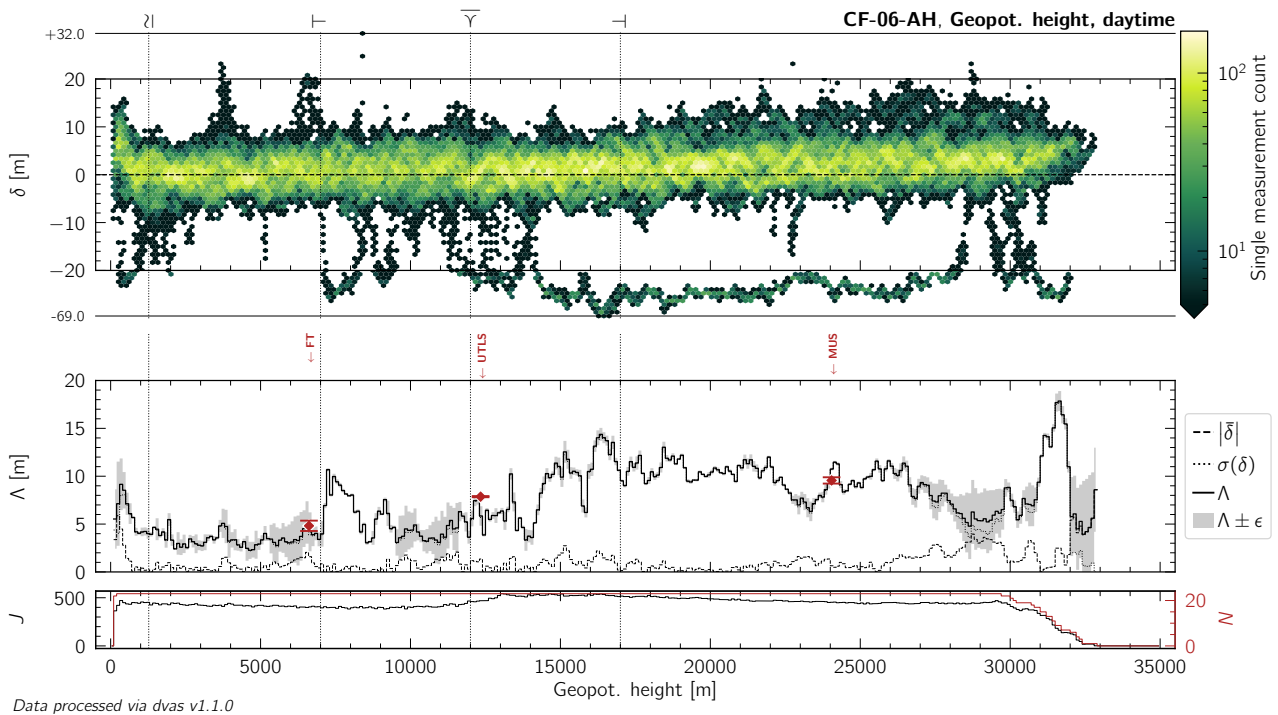 CF-06-AH, Geopot. height, daytime
+32.0
20
10
0
−10
−20
-69.0
δ [m]
10²
10¹
Single measurement count
FT
UTLS
MUS
20
15
10
5
0
Λ [m]
|δ̄|
σ(δ)
Λ
Λ ± ϵ
500
0
J
20
0
N
0 5000 10000 15000 20000 25000 30000 35000
Geopot. height [m]
Data processed via dvas v1.1.0